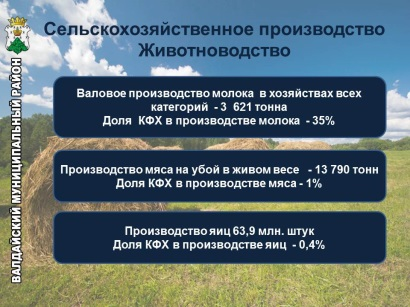 Сельскохозяйственное производство
Животноводство
ВАЛДАЙСКИЙ МУНИЦИПАЛЬНЫЙ РАЙОН
Валовое производство молока в хозяйствах всех
категорий - 3 621 тонна
Доля КФХ в производстве молока - 35%
Производство мяса на убой в живом весе - 13 790 тонн
Доля КФХ в производстве мяса - 1%
Производство яиц 63,9 млн. штук
Доля КФХ в производстве яиц - 0,4%